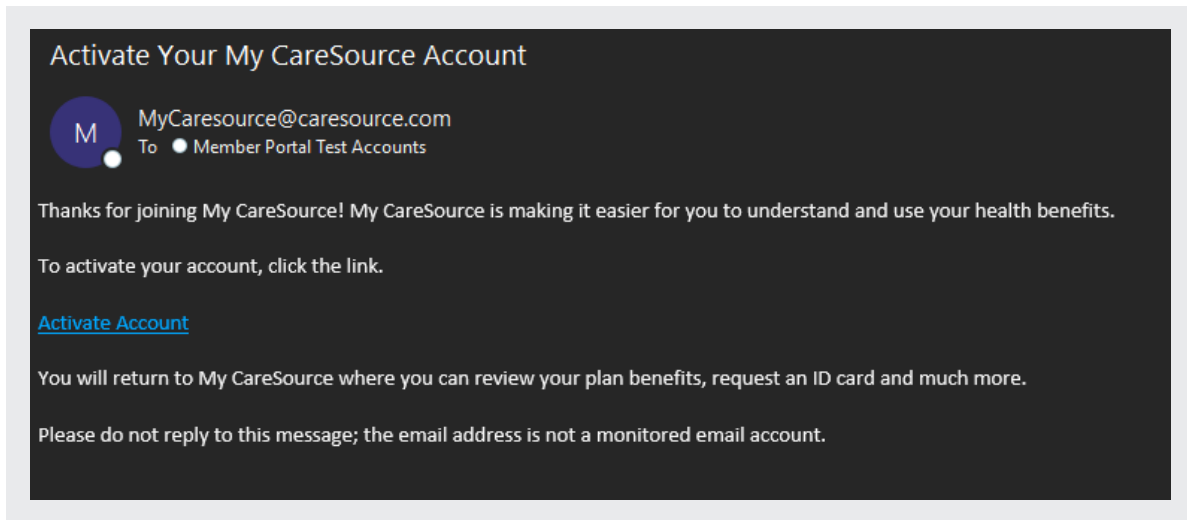 Activate Your My CareSource Account
M
MyCaresource@caresource.com
To Member Portal Test Accounts
Thanks for joining My CareSource! My CareSource is making it easier for you to understand and use your health benefits.
To activate your account, click the link.
Activate Account
You will return to My CareSource where you can review your plan benefits, request an ID card and much more.
Please do not reply to this message; the email address is not a monitored email account.